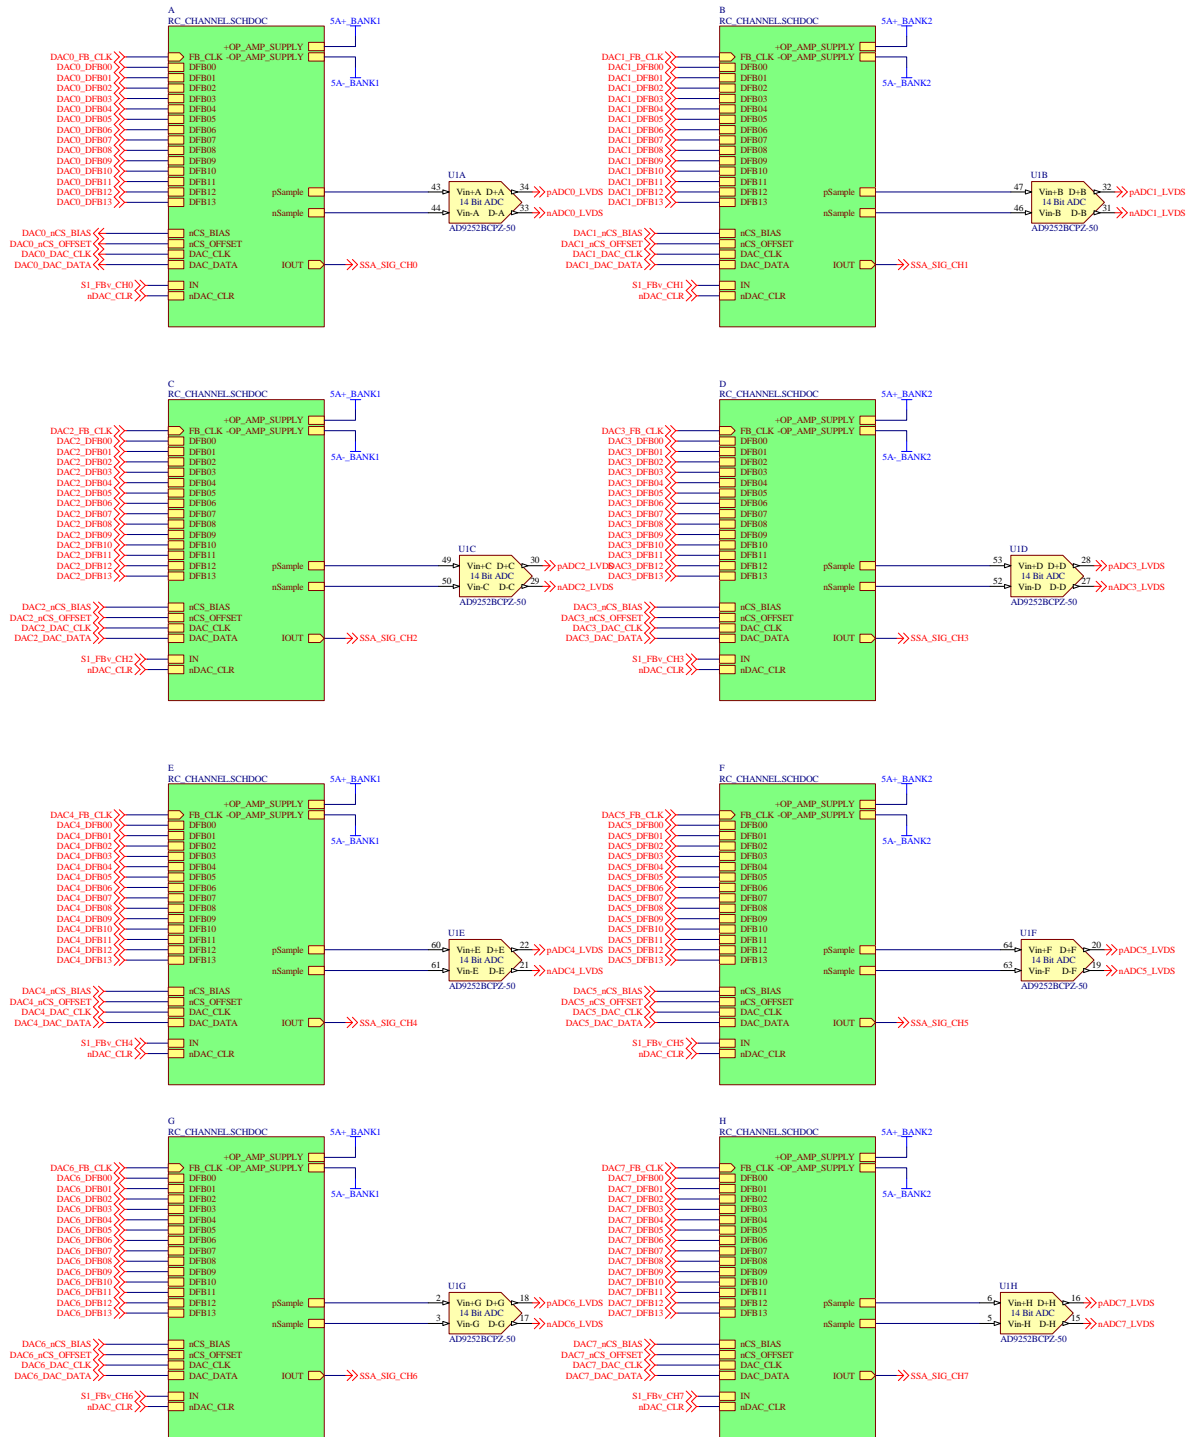 A
RC_CHANNEL.SCHDOC
5A+_BANK1
+OP_AMP_SUPPLY
DAC0_FB_CLK FB_CLK -OP_AMP_SUPPLY
DAC0_DFB00 DFB00
DAC0_DFB01 DFB01 5A-_BANK1
DAC0_DFB02 DFB02
DAC0_DFB03 DFB03
DAC0_DFB04 DFB04
DAC0_DFB05 DFB05
DAC0_DFB06 DFB06
DAC0_DFB07 DFB07
DAC0_DFB08 DFB08
DAC0_DFB09 DFB09
DAC0_DFB10 DFB10
DAC0_DFB11 DFB11
DAC0_DFB12 DFB12 pSample
DAC0_DFB13 DFB13
nSample
DAC0_nCS_BIAS nCS_BIAS
DAC0_nCS_OFFSET nCS_OFFSET
DAC0_DAC_CLK DAC_CLK
DAC0_DAC_DATA DAC_DATA IOUT SSA_SIG_CH0
S1_FBv_CH0 IN
nDAC_CLR nDAC_CLR
U1A
43 Vin+A D+A 34 pADC0_LVDS
14 Bit ADC
44 Vin-A D-A 33 nADC0_LVDS
AD9252BCPZ-50
B
RC_CHANNEL.SCHDOC
5A+_BANK2
+OP_AMP_SUPPLY
DAC1_FB_CLK FB_CLK -OP_AMP_SUPPLY
DAC1_DFB00 DFB00
DAC1_DFB01 DFB01 5A-_BANK2
DAC1_DFB02 DFB02
DAC1_DFB03 DFB03
DAC1_DFB04 DFB04
DAC1_DFB05 DFB05
DAC1_DFB06 DFB06
DAC1_DFB07 DFB07
DAC1_DFB08 DFB08
DAC1_DFB09 DFB09
DAC1_DFB10 DFB10
DAC1_DFB11 DFB11
DAC1_DFB12 DFB12 pSample
DAC1_DFB13 DFB13
nSample
DAC1_nCS_BIAS nCS_BIAS
DAC1_nCS_OFFSET nCS_OFFSET
DAC1_DAC_CLK DAC_CLK
DAC1_DAC_DATA DAC_DATA IOUT SSA_SIG_CH1
S1_FBv_CH1 IN
nDAC_CLR nDAC_CLR
U1B
47 Vin+B D+B 32 pADC1_LVDS
14 Bit ADC
46 Vin-B D-B 31 nADC1_LVDS
AD9252BCPZ-50
C
RC_CHANNEL.SCHDOC
5A+_BANK1
+OP_AMP_SUPPLY
DAC2_FB_CLK FB_CLK -OP_AMP_SUPPLY
DAC2_DFB00 DFB00
DAC2_DFB01 DFB01 5A-_BANK1
DAC2_DFB02 DFB02
DAC2_DFB03 DFB03
DAC2_DFB04 DFB04
DAC2_DFB05 DFB05
DAC2_DFB06 DFB06
DAC2_DFB07 DFB07
DAC2_DFB08 DFB08
DAC2_DFB09 DFB09
DAC2_DFB10 DFB10
DAC2_DFB11 DFB11
DAC2_DFB12 DFB12 pSample
DAC2_DFB13 DFB13
nSample
DAC2_nCS_BIAS nCS_BIAS
DAC2_nCS_OFFSET nCS_OFFSET
DAC2_DAC_CLK DAC_CLK
DAC2_DAC_DATA DAC_DATA IOUT SSA_SIG_CH2
S1_FBv_CH2 IN
nDAC_CLR nDAC_CLR
U1C
49 Vin+C D+C 30 pADC2_LVDS
14 Bit ADC
50 Vin-C D-C 29 nADC2_LVDS
AD9252BCPZ-50
D
RC_CHANNEL.SCHDOC
5A+_BANK2
+OP_AMP_SUPPLY
DAC3_FB_CLK FB_CLK -OP_AMP_SUPPLY
DAC3_DFB00 DFB00
DAC3_DFB01 DFB01 5A-_BANK2
DAC3_DFB02 DFB02
DAC3_DFB03 DFB03
DAC3_DFB04 DFB04
DAC3_DFB05 DFB05
DAC3_DFB06 DFB06
DAC3_DFB07 DFB07
DAC3_DFB08 DFB08
DAC3_DFB09 DFB09
DAC3_DFB10 DFB10
DAC3_DFB11 DFB11
DAC3_DFB12 DFB12 pSample
DAC3_DFB13 DFB13
nSample
DAC3_nCS_BIAS nCS_BIAS
DAC3_nCS_OFFSET nCS_OFFSET
DAC3_DAC_CLK DAC_CLK
DAC3_DAC_DATA DAC_DATA IOUT SSA_SIG_CH3
S1_FBv_CH3 IN
nDAC_CLR nDAC_CLR
U1D
53 Vin+D D+D 28 pADC3_LVDS
14 Bit ADC
52 Vin-D D-D 27 nADC3_LVDS
AD9252BCPZ-50
E
RC_CHANNEL.SCHDOC
5A+_BANK1
+OP_AMP_SUPPLY
DAC4_FB_CLK FB_CLK -OP_AMP_SUPPLY
DAC4_DFB00 DFB00
DAC4_DFB01 DFB01 5A-_BANK1
DAC4_DFB02 DFB02
DAC4_DFB03 DFB03
DAC4_DFB04 DFB04
DAC4_DFB05 DFB05
DAC4_DFB06 DFB06
DAC4_DFB07 DFB07
DAC4_DFB08 DFB08
DAC4_DFB09 DFB09
DAC4_DFB10 DFB10
DAC4_DFB11 DFB11
DAC4_DFB12 DFB12 pSample
DAC4_DFB13 DFB13
nSample
DAC4_nCS_BIAS nCS_BIAS
DAC4_nCS_OFFSET nCS_OFFSET
DAC4_DAC_CLK DAC_CLK
DAC4_DAC_DATA DAC_DATA IOUT SSA_SIG_CH4
S1_FBv_CH4 IN
nDAC_CLR nDAC_CLR
U1E
60 Vin+E D+E 22 pADC4_LVDS
14 Bit ADC
61 Vin-E D-E 21 nADC4_LVDS
AD9252BCPZ-50
F
RC_CHANNEL.SCHDOC
5A+_BANK2
+OP_AMP_SUPPLY
DAC5_FB_CLK FB_CLK -OP_AMP_SUPPLY
DAC5_DFB00 DFB00
DAC5_DFB01 DFB01 5A-_BANK2
DAC5_DFB02 DFB02
DAC5_DFB03 DFB03
DAC5_DFB04 DFB04
DAC5_DFB05 DFB05
DAC5_DFB06 DFB06
DAC5_DFB07 DFB07
DAC5_DFB08 DFB08
DAC5_DFB09 DFB09
DAC5_DFB10 DFB10
DAC5_DFB11 DFB11
DAC5_DFB12 DFB12 pSample
DAC5_DFB13 DFB13
nSample
DAC5_nCS_BIAS nCS_BIAS
DAC5_nCS_OFFSET nCS_OFFSET
DAC5_DAC_CLK DAC_CLK
DAC5_DAC_DATA DAC_DATA IOUT SSA_SIG_CH5
S1_FBv_CH5 IN
nDAC_CLR nDAC_CLR
U1F
64 Vin+F D+F 20 pADC5_LVDS
14 Bit ADC
63 Vin-F D-F 19 nADC5_LVDS
AD9252BCPZ-50
G
RC_CHANNEL.SCHDOC
5A+_BANK1
+OP_AMP_SUPPLY
DAC6_FB_CLK FB_CLK -OP_AMP_SUPPLY
DAC6_DFB00 DFB00
DAC6_DFB01 DFB01 5A-_BANK1
DAC6_DFB02 DFB02
DAC6_DFB03 DFB03
DAC6_DFB04 DFB04
DAC6_DFB05 DFB05
DAC6_DFB06 DFB06
DAC6_DFB07 DFB07
DAC6_DFB08 DFB08
DAC6_DFB09 DFB09
DAC6_DFB10 DFB10
DAC6_DFB11 DFB11
DAC6_DFB12 DFB12 pSample
DAC6_DFB13 DFB13
nSample
DAC6_nCS_BIAS nCS_BIAS
DAC6_nCS_OFFSET nCS_OFFSET
DAC6_DAC_CLK DAC_CLK
DAC6_DAC_DATA DAC_DATA IOUT SSA_SIG_CH6
S1_FBv_CH6 IN
nDAC_CLR nDAC_CLR
U1G
2 Vin+G D+G 18 pADC6_LVDS
14 Bit ADC
3 Vin-G D-G 17 nADC6_LVDS
AD9252BCPZ-50
H
RC_CHANNEL.SCHDOC
5A+_BANK2
+OP_AMP_SUPPLY
DAC7_FB_CLK FB_CLK -OP_AMP_SUPPLY
DAC7_DFB00 DFB00
DAC7_DFB01 DFB01 5A-_BANK2
DAC7_DFB02 DFB02
DAC7_DFB03 DFB03
DAC7_DFB04 DFB04
DAC7_DFB05 DFB05
DAC7_DFB06 DFB06
DAC7_DFB07 DFB07
DAC7_DFB08 DFB08
DAC7_DFB09 DFB09
DAC7_DFB10 DFB10
DAC7_DFB11 DFB11
DAC7_DFB12 DFB12 pSample
DAC7_DFB13 DFB13
nSample
DAC7_nCS_BIAS nCS_BIAS
DAC7_nCS_OFFSET nCS_OFFSET
DAC7_DAC_CLK DAC_CLK
DAC7_DAC_DATA DAC_DATA IOUT SSA_SIG_CH7
S1_FBv_CH7 IN
nDAC_CLR nDAC_CLR
U1H
6 Vin+H D+H 16 pADC7_LVDS
14 Bit ADC
5 Vin-H D-H 15 nADC7_LVDS
AD9252BCPZ-50